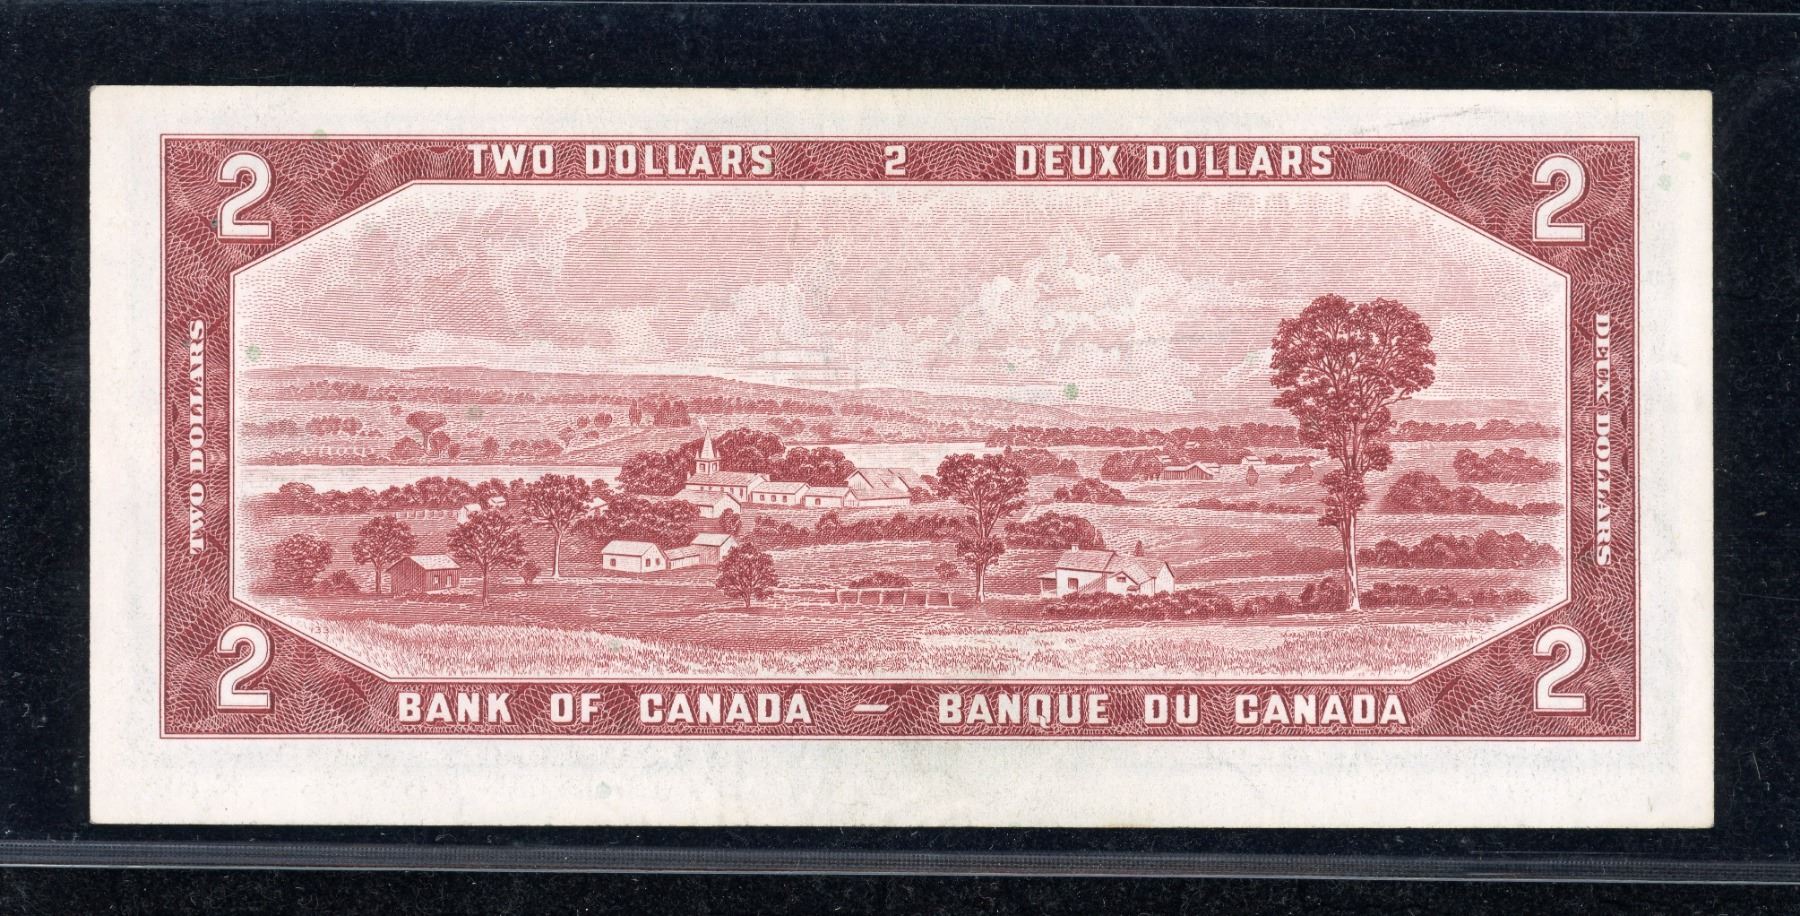 TWO DOLLARS 2 DEUX DOLLARS
2 2
TWO DOLLARS
DEUX DOLLARS
133
2 2
BANK OF CANADA — BANQUE DU CANADA